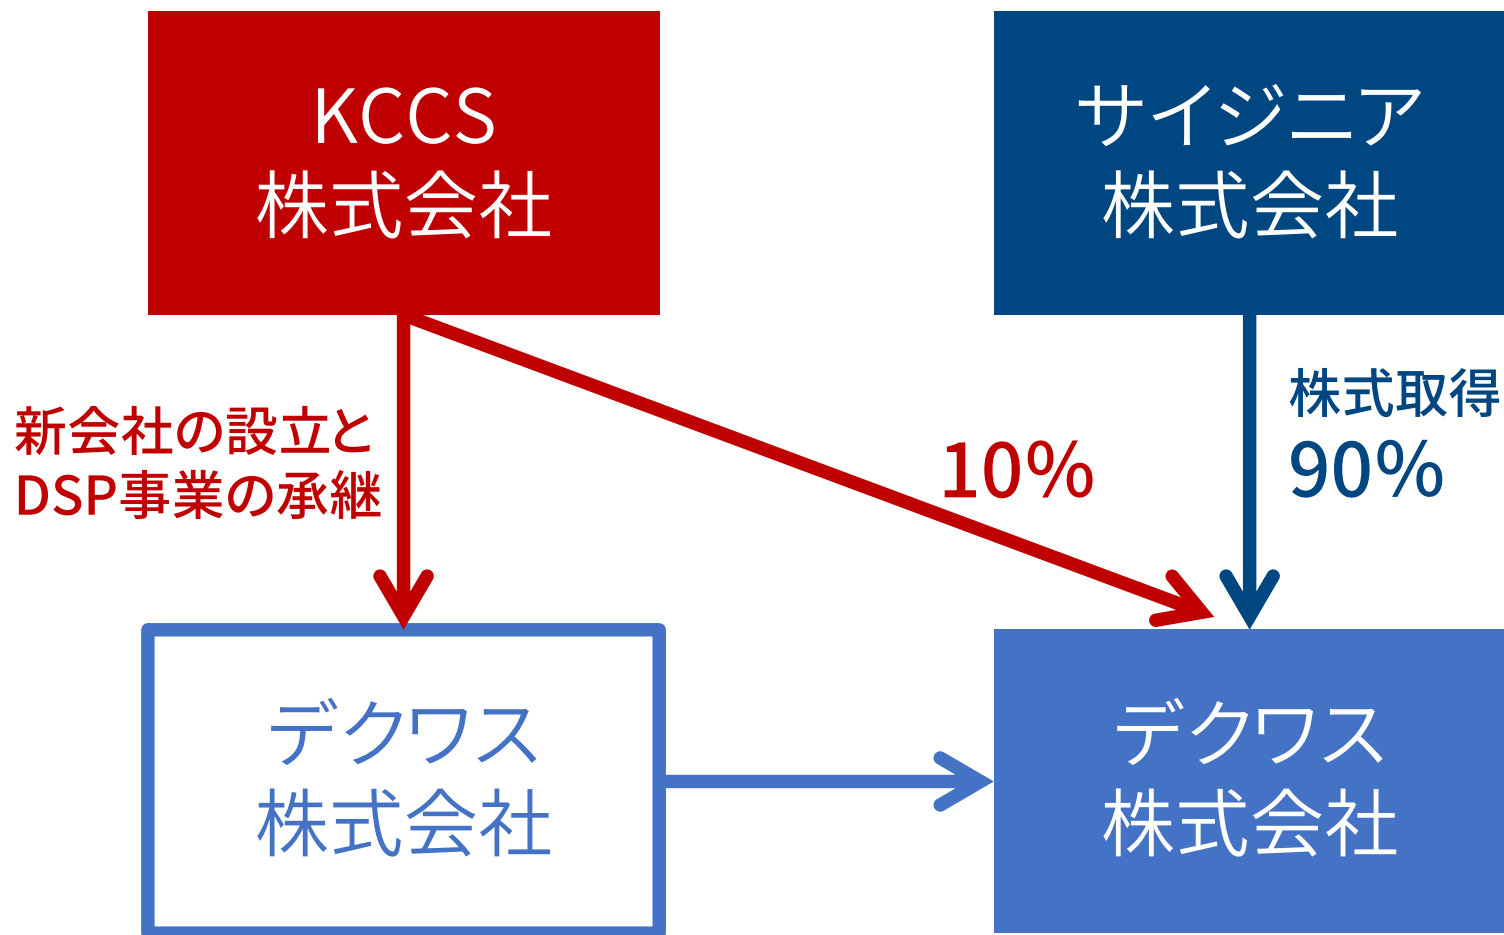 KCCS
株式会社
サイジニア
株式会社
新会社の設立と
DSP事業の承継
10%
株式取得
90%
デクワス
株式会社
デクワス
株式会社